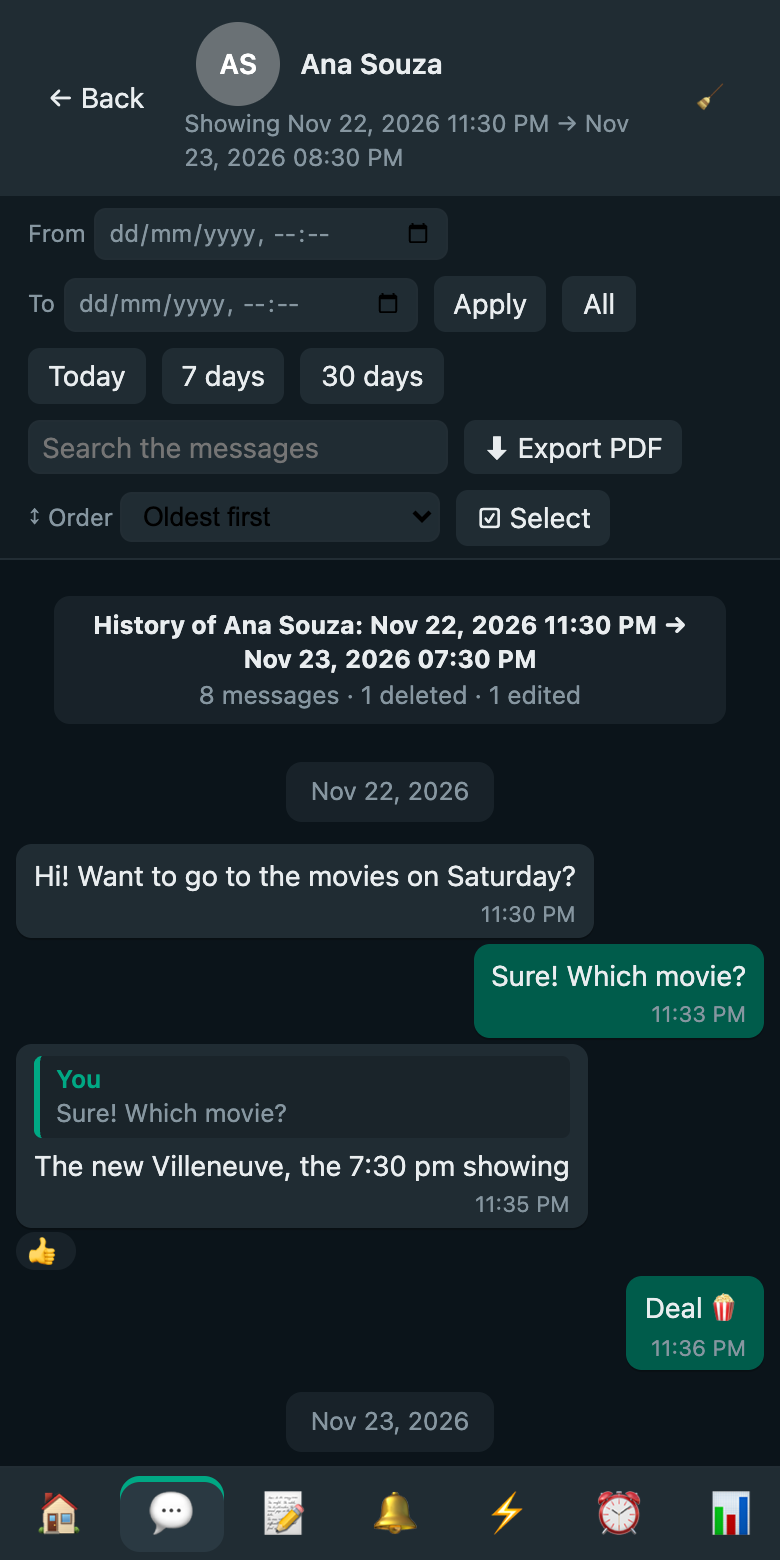 AS
Ana Souza
← Back
Showing Nov 22, 2026 11:30 PM → Nov
23, 2026 08:30 PM
From dd/mm/yyyy, --:--
To dd/mm/yyyy, --:-- Apply All
Today 7 days 30 days
Search the messages ⬇ Export PDF
↕ Order Oldest first ☑ Select
History of Ana Souza: Nov 22, 2026 11:30 PM →
Nov 23, 2026 07:30 PM
8 messages · 1 deleted · 1 edited
Nov 22, 2026
Hi! Want to go to the movies on Saturday?
11:30 PM
Sure! Which movie?
11:33 PM
You
Sure! Which movie?
The new Villeneuve, the 7:30 pm showing
11:35 PM
👍
Deal 🍿
11:36 PM
Nov 23, 2026